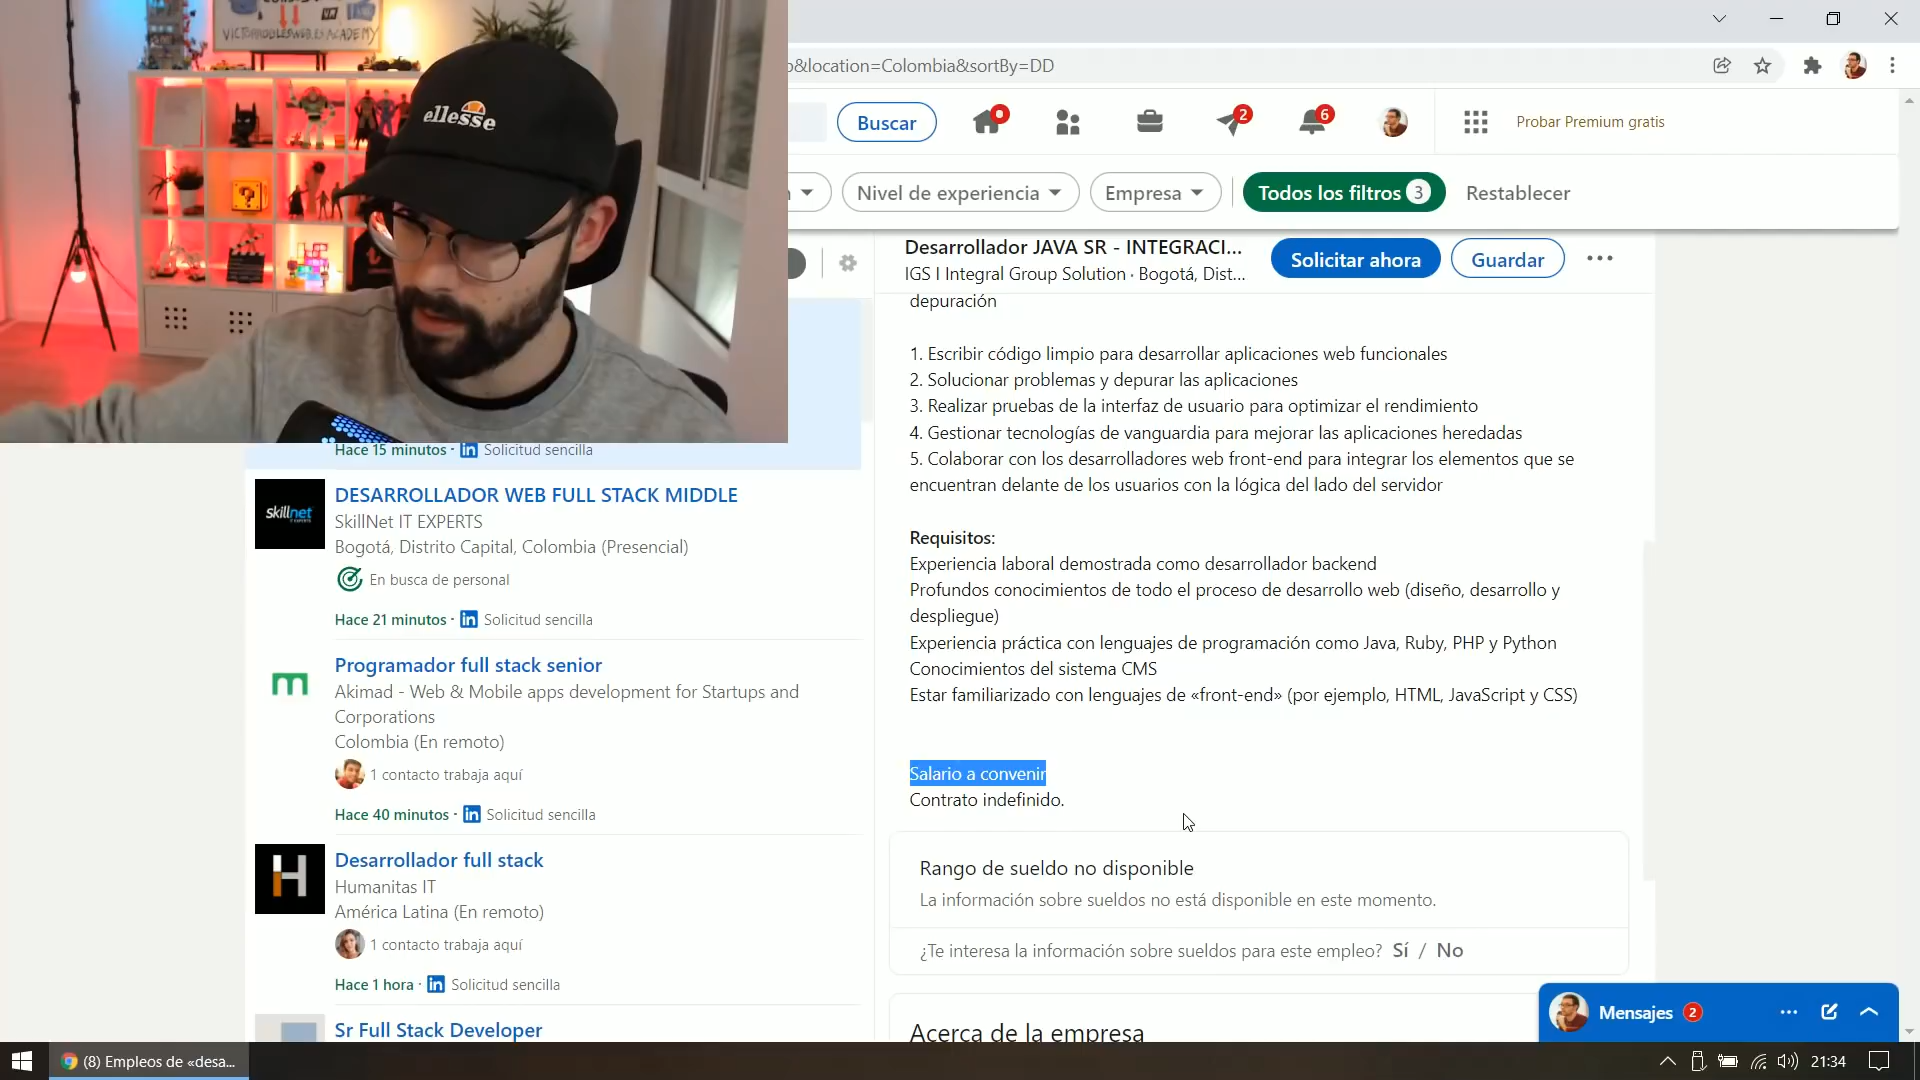 VICTORROBLESWEB.ES ACADEMY
ellesse
o&location=Colombia&sortBy=DD
Buscar
2
6
Probar Premium gratis
Nivel de experiencia
Empresa
Todos los filtros 3
Restablecer
Hace 15 minutos · in Solicitud sencilla
skillnet
DESARROLLADOR WEB FULL STACK MIDDLE
SkillNet IT EXPERTS
Bogotá, Distrito Capital, Colombia (Presencial)
En busca de personal
Hace 21 minutos · in Solicitud sencilla
m
Programador full stack senior
Akimad - Web & Mobile apps development for Startups and
Corporations
Colombia (En remoto)
1 contacto trabaja aquí
Hace 40 minutos · in Solicitud sencilla
H
Desarrollador full stack
Humanitas IT
América Latina (En remoto)
1 contacto trabaja aquí
Hace 1 hora · in Solicitud sencilla
Sr Full Stack Developer
Desarrollador JAVA SR - INTEGRACI...
IGS I Integral Group Solution · Bogotá, Dist...
Solicitar ahora
Guardar
depuración
1. Escribir código limpio para desarrollar aplicaciones web funcionales
2. Solucionar problemas y depurar las aplicaciones
3. Realizar pruebas de la interfaz de usuario para optimizar el rendimiento
4. Gestionar tecnologías de vanguardia para mejorar las aplicaciones heredadas
5. Colaborar con los desarrolladores web front-end para integrar los elementos que se
encuentran delante de los usuarios con la lógica del lado del servidor
Requisitos:
Experiencia laboral demostrada como desarrollador backend
Profundos conocimientos de todo el proceso de desarrollo web (diseño, desarrollo y
despliegue)
Experiencia práctica con lenguajes de programación como Java, Ruby, PHP y Python
Conocimientos del sistema CMS
Estar familiarizado con lenguajes de «front-end» (por ejemplo, HTML, JavaScript y CSS)
Salario a convenir
Contrato indefinido.
Rango de sueldo no disponible
La información sobre sueldos no está disponible en este momento.
¿Te interesa la información sobre sueldos para este empleo? Sí / No
Acerca de la empresa
Mensajes 2
(8) Empleos de «desa...
21:34